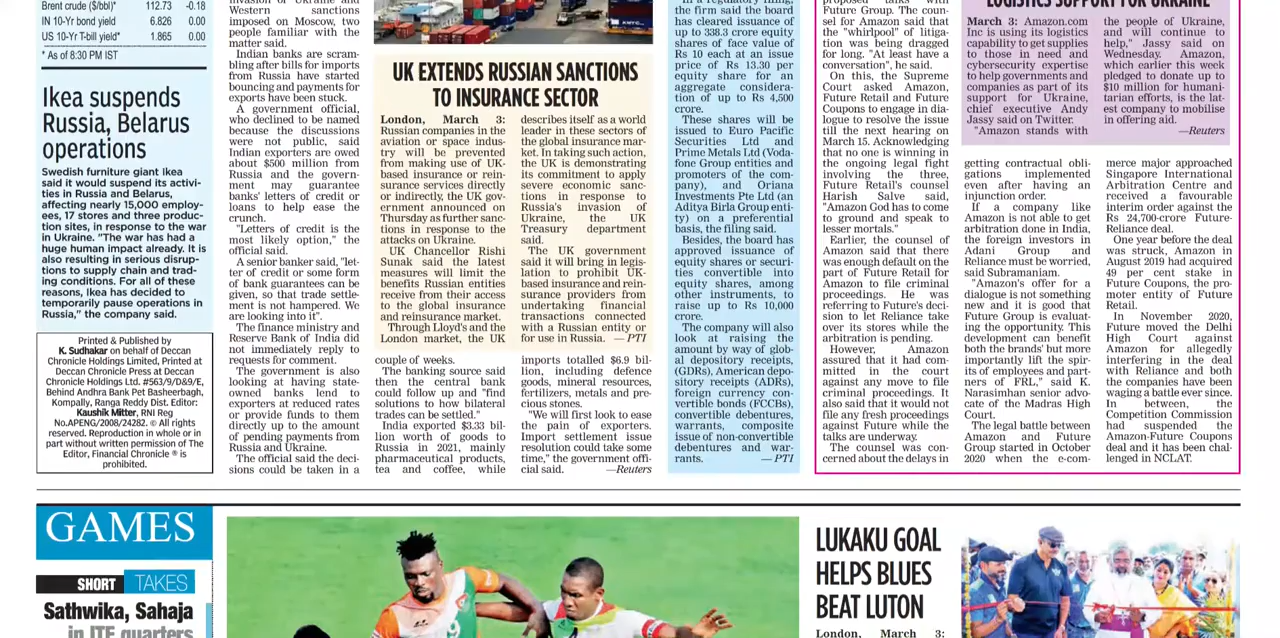 Brent crude ($/bbl)* 112.73 -0.18
IN 10-Yr bond yield 6.826 0.00
US 10-Yr T-bill yield* 1.865 0.00
* As of 8:30 PM IST
Ikea suspends
Russia, Belarus
operations
Swedish furniture giant Ikea
said it would suspend its activi-
ties in Russia and Belarus,
affecting nearly 15,000 employ-
ees, 17 stores and three produc-
tion sites, in response to the war
in Ukraine. "The war has had a
huge human impact already. It is
also resulting in serious disrup-
tions to supply chain and trad-
ing conditions. For all of these
reasons, Ikea has decided to
temporarily pause operations in
Russia," the company said.
Printed & Published by
K. Sudhakar on behalf of Deccan
Chronicle Holdings Limited, Printed at
Deccan Chronicle Press at Deccan
Chronicle Holdings Ltd. #563/9/D&9/E,
Behind Andhra Bank Pet Basheerbagh,
Kompally, Ranga Reddy Dist. Editor:
Kaushik Mitter, RNI Reg
No.APENG/2008/24282. © All rights
reserved. Reproduction in whole or in
part without written permission of The
Editor, Financial Chronicle ® is
prohibited.
invasion of Ukraine and
Western sanctions
imposed on Moscow, two
people familiar with the
matter said.
Indian banks are scram-
bling after bills for imports
from Russia have started
bouncing and payments for
exports have been stuck.
A government official,
who declined to be named
because the discussions
were not public, said
Indian exporters are owed
about $500 million from
Russia and the govern-
ment may guarantee
banks' letters of credit or
loans to help ease the
crunch.
"Letters of credit is the
most likely option," the
official said.
A senior banker said, "let-
ter of credit or some form
of bank guarantees can be
given, so that trade settle-
ment is not hampered. We
are looking into it".
The finance ministry and
Reserve Bank of India did
not immediately reply to
requests for comment.
The government is also
looking at having state-
owned banks lend to
exporters at reduced rates
or provide funds to them
directly up to the amount
of pending payments from
Russia and Ukraine.
The official said the deci-
sions could be taken in a
couple of weeks.
The banking source said
then the central bank
could follow up and "find
solutions to how bilateral
trades can be settled."
India exported $3.33 bil-
lion worth of goods to
Russia in 2021, mainly
pharmaceutical products,
tea and coffee, while
imports totalled $6.9 bil-
lion, including defence
goods, mineral resources,
fertilizers, metals and pre-
cious stones.
"We will first look to ease
the pain of exporters.
Import settlement issue
resolution could take some
time," the government offi-
cial said. —Reuters
UK EXTENDS RUSSIAN SANCTIONS
TO INSURANCE SECTOR
London, March 3:
Russian companies in the
aviation or space indus-
try will be prevented
from making use of UK-
based insurance or rein-
surance services directly
or indirectly, the UK gov-
ernment announced on
Thursday as further sanc-
tions in response to the
attacks on Ukraine.
UK Chancellor Rishi
Sunak said the latest
measures will limit the
benefits Russian entities
receive from their access
to the global insurance
and reinsurance market.
Through Lloyd's and the
London market, the UK
describes itself as a world
leader in these sectors of
the global insurance mar-
ket. In taking such action,
the UK is demonstrating
its commitment to apply
severe economic sanc-
tions in response to
Russia's invasion of
Ukraine, the UK
Treasury department
said.
The UK government
said it will bring in legis-
lation to prohibit UK-
based insurance and rein-
surance providers from
undertaking financial
transactions connected
with a Russian entity or
for use in Russia. — PTI
In a regulatory filing,
the firm said the board
has cleared issuance of
up to 338.3 crore equity
shares of face value of
Rs 10 each at an issue
price of Rs 13.30 per
equity share for an
aggregate considera-
tion of up to Rs 4,500
crore.
These shares will be
issued to Euro Pacific
Securities Ltd and
Prime Metals Ltd (Voda-
fone Group entities and
promoters of the com-
pany), and Oriana
Investments Pte Ltd (an
Aditya Birla Group enti-
ty) on a preferential
basis, the filing said.
Besides, the board has
approved issuance of
equity shares or securi-
ties convertible into
equity shares, among
other instruments, to
raise up to Rs 10,000
crore.
The company will also
look at raising the
amount by way of glob-
al depository receipts,
(GDRs), American depo-
sitory receipts (ADRs),
foreign currency con-
vertible bonds (FCCBs),
convertible debentures,
warrants, composite
issue of non-convertible
debentures and war-
rants. — PTI
proposed talks with
Future Group. The coun-
sel for Amazon said that
the "whirlpool" of litiga-
tion was being dragged
for long. "At least have a
conversation", he said.
On this, the Supreme
Court asked Amazon,
Future Retail and Future
Coupons to engage in dia-
logue to resolve the issue
till the next hearing on
March 15. Acknowledging
that no one is winning in
the ongoing legal fight
involving the three,
Future Retail's counsel
Harish Salve said,
"Amazon God has to come
to ground and speak to
lesser mortals."
Earlier, the counsel of
Amazon said that there
was enough default on the
part of Future Retail for
Amazon to file criminal
proceedings. He was
referring to Future's deci-
sion to let Reliance take
over its stores while the
arbitration is pending.
However, Amazon
assured that it had com-
mitted in the court
against any move to file
criminal proceedings. It
also said that it would not
file any fresh proceedings
against Future while the
talks are underway.
The counsel was con-
cerned about the delays in
getting contractual obli-
gations implemented
even after having an
injunction order.
If a company like
Amazon is not able to get
arbitration done in India,
the foreign investors in
Adani Group and
Reliance must be worried,
said Subramaniam.
"Amazon's offer for a
dialogue is not something
new and it is good that
Future Group is evaluat-
ing the opportunity. This
development can benefit
both the brands' but more
importantly lift the spir-
its of employees and part-
ners of FRL," said K.
Narasimhan senior advo-
cate of the Madras High
Court.
The legal battle between
Amazon and Future
Group started in October
2020 when the e-com-
merce major approached
Singapore International
Arbitration Centre and
received a favourable
interim order against the
Rs 24,700-crore Future-
Reliance deal.
One year before the deal
was struck, Amazon in
August 2019 had acquired
49 per cent stake in
Future Coupons, the pro-
moter entity of Future
Retail.
In November 2020,
Future moved the Delhi
High Court against
Amazon for allegedly
interfering in the deal
with Reliance and both
the companies have been
waging a battle ever since.
In between, the
Competition Commission
had suspended the
Amazon-Future Coupons
deal and it has been chal-
lenged in NCLAT.
LOGISTICS SUPPORT FOR UKRAINE
March 3: Amazon.com
Inc is using its logistics
capability to get supplies
to those in need and
cybersecurity expertise
to help governments and
companies as part of its
support for Ukraine,
chief executive Andy
Jassy said on Twitter.
"Amazon stands with
the people of Ukraine,
and will continue to
help," Jassy said on
Wednesday. Amazon,
which earlier this week
pledged to donate up to
$10 million for humani-
tarian efforts, is the lat-
est company to mobilise
in offering aid.
—Reuters
GAMES
SHORT TAKES
Sathwika, Sahaja
in ITF quarters
LUKAKU GOAL
HELPS BLUES
BEAT LUTON
London, March 3: